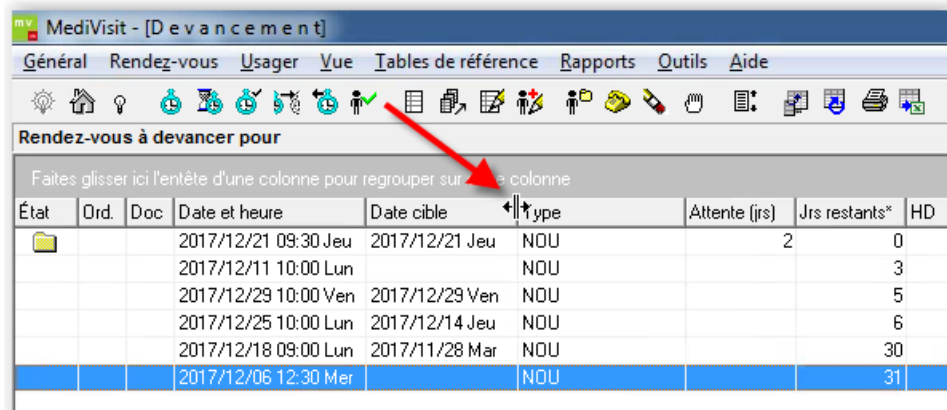 mv MediVisit - [D e v a n c e m e n t]
Général Rendez-vous Usager Vue Tables de référence Rapports Outils Aide
Rendez-vous à devancer pour
Faites glisser ici l'entête d'une colonne pour regrouper sur colonne
État Ord. Doc Date et heure Date cible Type Attente (jrs) Jrs restants* HD
2017/12/21 09:30 Jeu 2017/12/21 Jeu NOU 2 0
2017/12/11 10:00 Lun NOU 3
2017/12/29 10:00 Ven 2017/12/29 Ven NOU 5
2017/12/25 10:00 Lun 2017/12/14 Jeu NOU 6
2017/12/18 09:00 Lun 2017/11/28 Mar NOU 30
2017/12/06 12:30 Mer NOU 31